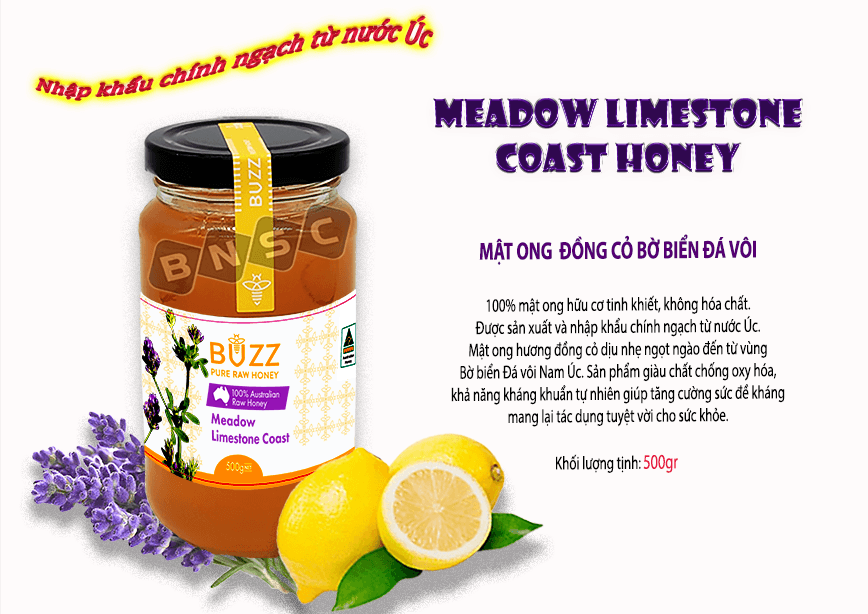 Nhập khẩu chính ngạch từ nước Úc
MEADOW LIMESTONE
COAST HONEY
MẬT ONG ĐỒNG CỎ BỜ BIỂN ĐÁ VÔI
100% mật ong hữu cơ tinh khiết, không hóa chất.
Được sản xuất và nhập khẩu chính ngạch từ nước Úc.
Mật ong hương đồng cỏ dịu nhẹ ngọt ngào đến từ vùng
Bờ biển Đá vôi Nam Úc. Sản phẩm giàu chất chống oxy hóa,
khả năng kháng khuẩn tự nhiên giúp tăng cường sức đề kháng
mang lại tác dụng tuyệt vời cho sức khỏe.
Khối lượng tịnh: 500gr
BUZZ
BNSC
BUZZ
PURE RAW HONEY
100% Australian
Raw Honey
Meadow
Limestone Coast
500g NET